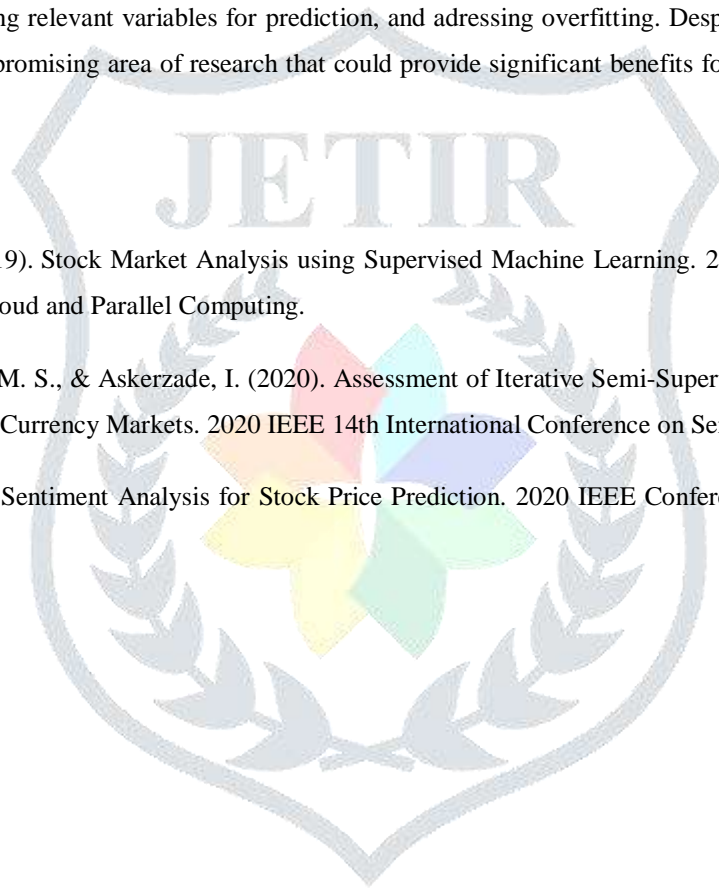 ng relevant variables for prediction, and adressing overfitting. Desp
promising area of research that could provide significant benefits fo
JETIR
19). Stock Market Analysis using Supervised Machine Learning. 2
oud and Parallel Computing.
M. S., & Askerzade, I. (2020). Assessment of Iterative Semi-Super
Currency Markets. 2020 IEEE 14th International Conference on Se
Sentiment Analysis for Stock Price Prediction. 2020 IEEE Confere